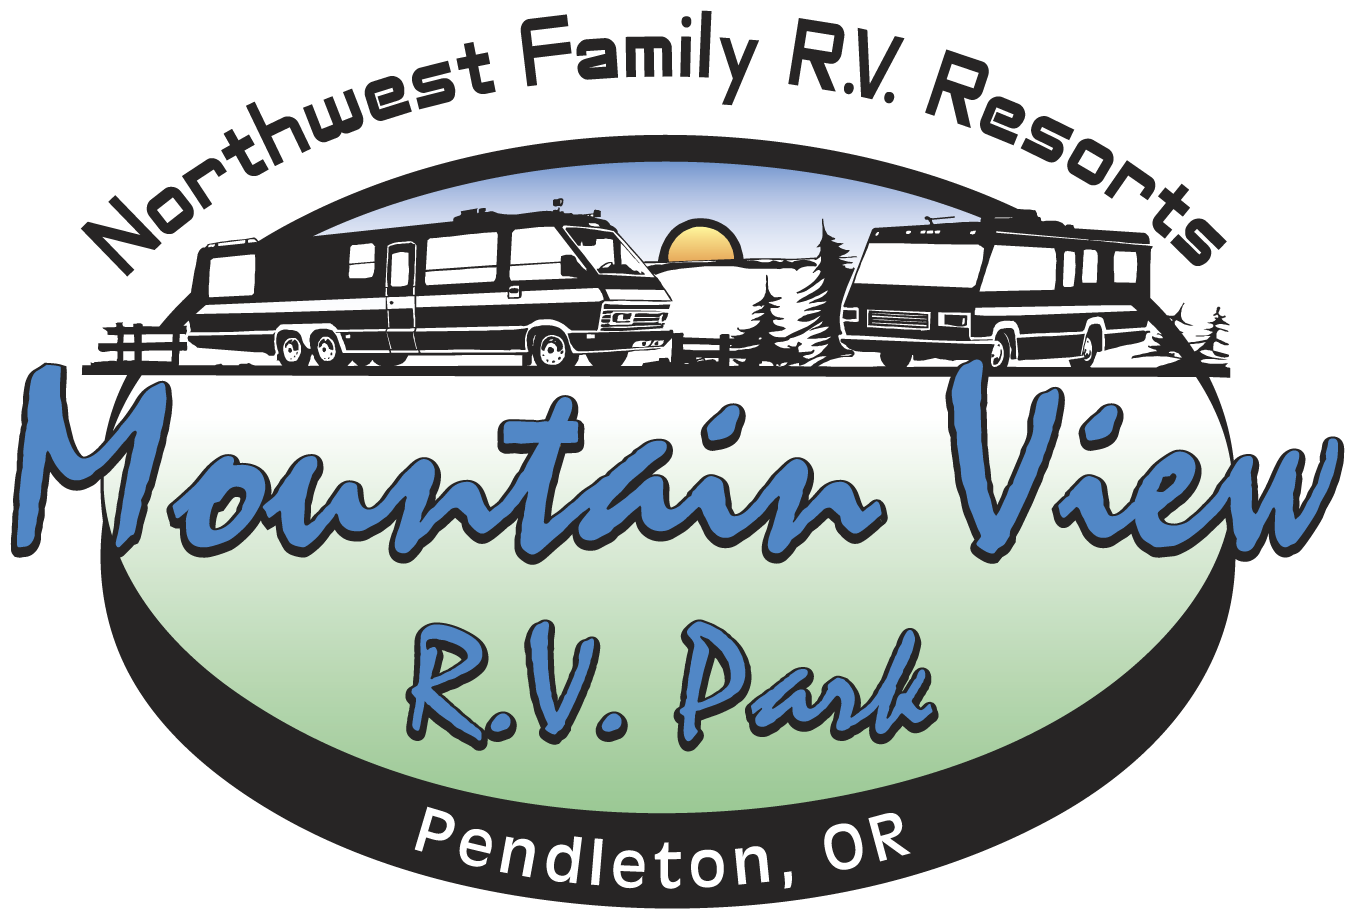 Northwest Family R.V. Resorts
Mountain View
R.V. Park
Pendleton, OR